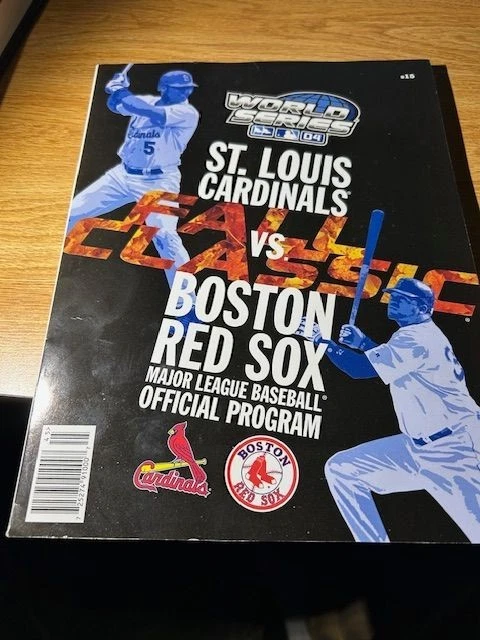 $15
WORLD
SERIES
04
ST. LOUIS
CARDINALS
FALL
CLASSIC
VS.
BOSTON
RED SOX
MAJOR LEAGUE BASEBALL®
OFFICIAL PROGRAM
Cardinals
BOSTON
RED SOX
Cardinals
5